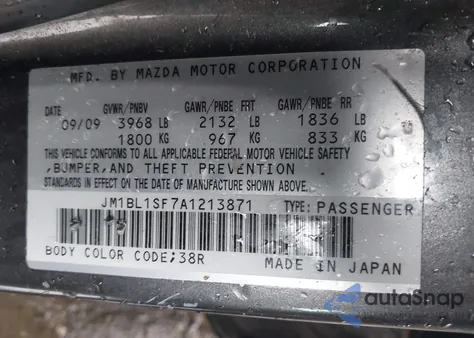 MFD. BY MAZDA MOTOR CORPORATION
DATE GVWR/PNBV GAWR/PNBE FRT GAWR/PNBE RR
09/09 3968 LB 2132 LB 1836 LB
1800 KG 967 KG 833 KG
THIS VEHICLE CONFORMS TO ALL APPLICABLE FEDERAL MOTOR VEHICLE SAFETY
,BUMPER,AND THEFT PREVENTION
STANDARDS IN EFFECT ON THE DATE OF MANUFACTURE SHOWN ABOVE.
JM1BL1SF7A1213871 TYPE: PASSENGER
BODY COLOR CODE;38R MADE IN JAPAN
autoSnap